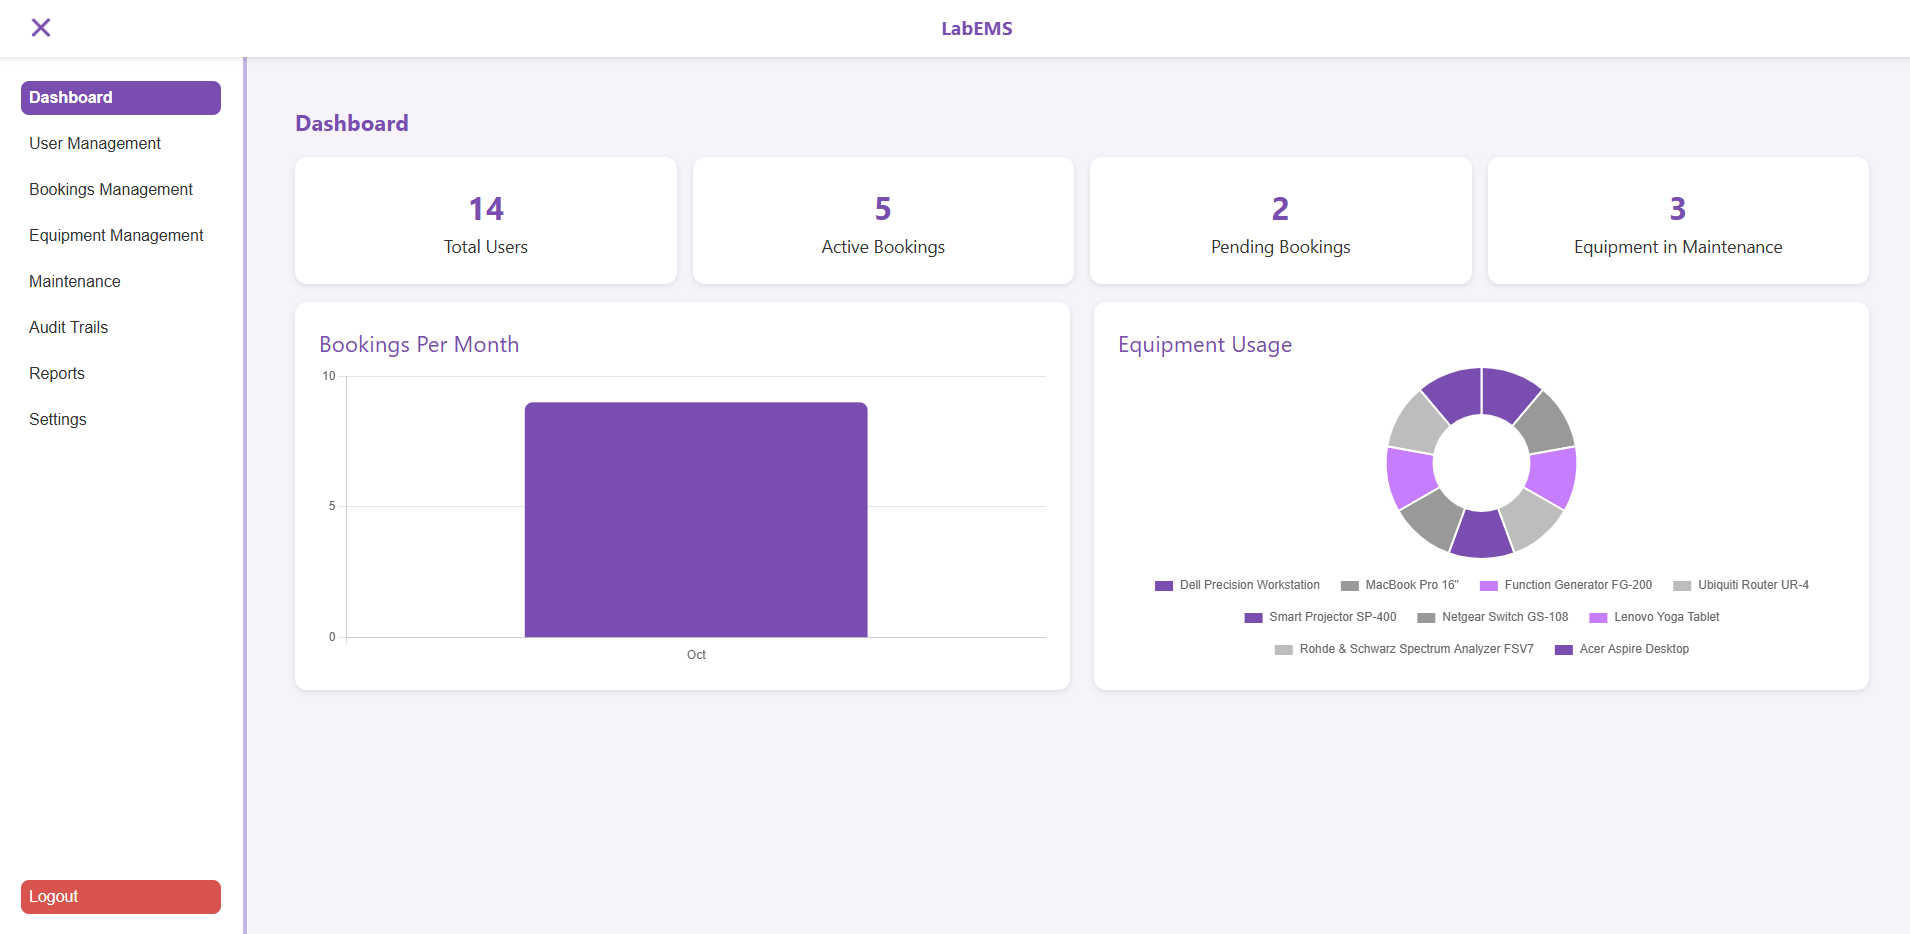 LabEMS
Dashboard
User Management
Bookings Management
Equipment Management
Maintenance
Audit Trails
Reports
Settings
Logout
Dashboard
14
Total Users
5
Active Bookings
2
Pending Bookings
3
Equipment in Maintenance
Bookings Per Month
10
5
0
Oct
Equipment Usage
Dell Precision Workstation MacBook Pro 16" Function Generator FG-200 Ubiquiti Router UR-4
Smart Projector SP-400 Netgear Switch GS-108 Lenovo Yoga Tablet
Rohde & Schwarz Spectrum Analyzer FSV7 Acer Aspire Desktop